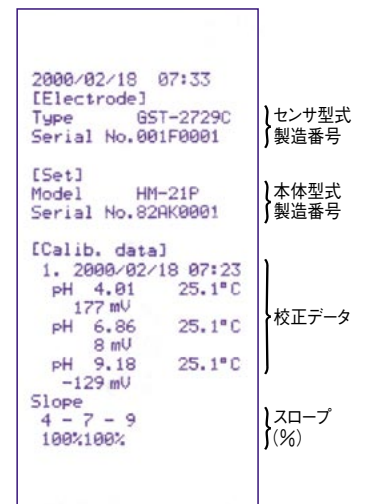 2000/02/18 07:33
[Electrode]
Type GST-2729C
Serial No.001F0001
センサ型式
製造番号
[Set]
Model HM-21P
Serial No.82AK0001
本体型式
製造番号
[Calib. data]
1. 2000/02/18 07:23
pH 4.01 25.1°C
177 mV
pH 6.86 25.1°C
8 mV
pH 9.18 25.1°C
-129 mV
校正データ
Slope
4 - 7 - 9
100%100%
スロープ
(%)